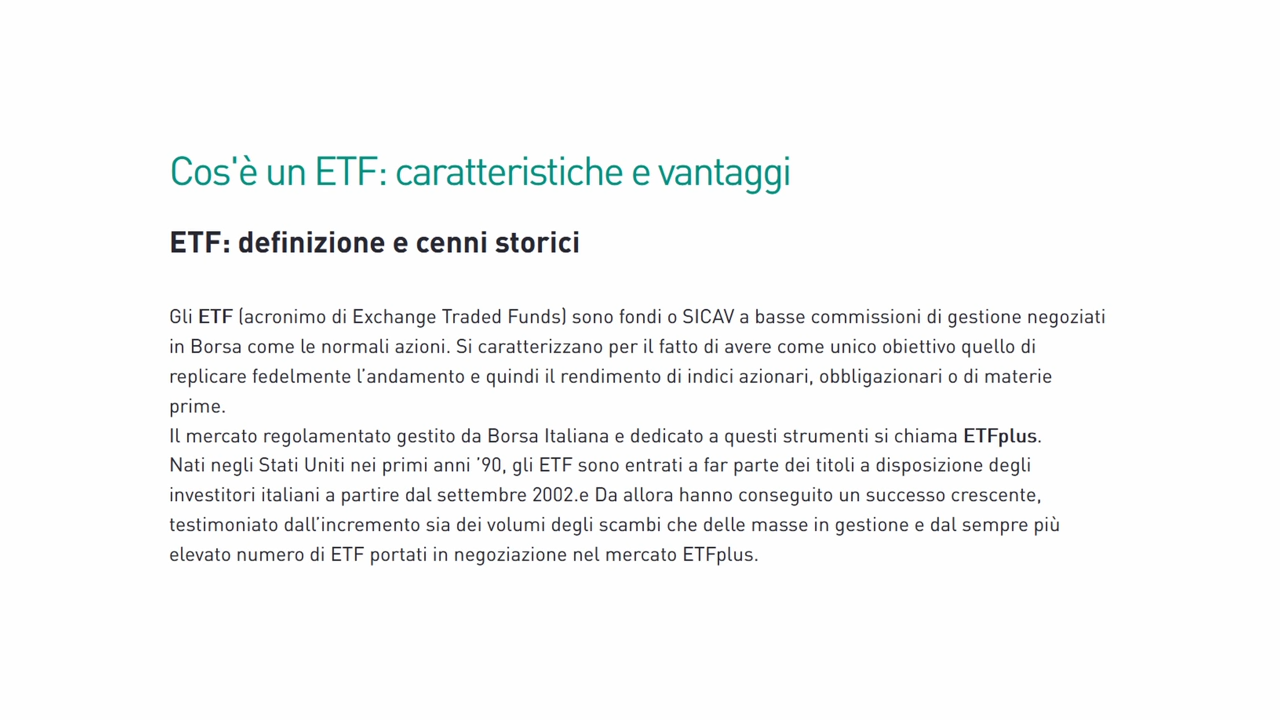 Cos'è un ETF: caratteristiche e vantaggi
ETF: definizione e cenni storici
Gli ETF (acronimo di Exchange Traded Funds) sono fondi o SICAV a basse commissioni di gestione negoziati
in Borsa come le normali azioni. Si caratterizzano per il fatto di avere come unico obiettivo quello di
replicare fedelmente l’andamento e quindi il rendimento di indici azionari, obbligazionari o di materie
prime.
Il mercato regolamentato gestito da Borsa Italiana e dedicato a questi strumenti si chiama ETFplus.
Nati negli Stati Uniti nei primi anni ’90, gli ETF sono entrati a far parte dei titoli a disposizione degli
investitori italiani a partire dal settembre 2002.e Da allora hanno conseguito un successo crescente,
testimoniato dall’incremento sia dei volumi degli scambi che delle masse in gestione e dal sempre più
elevato numero di ETF portati in negoziazione nel mercato ETFplus.